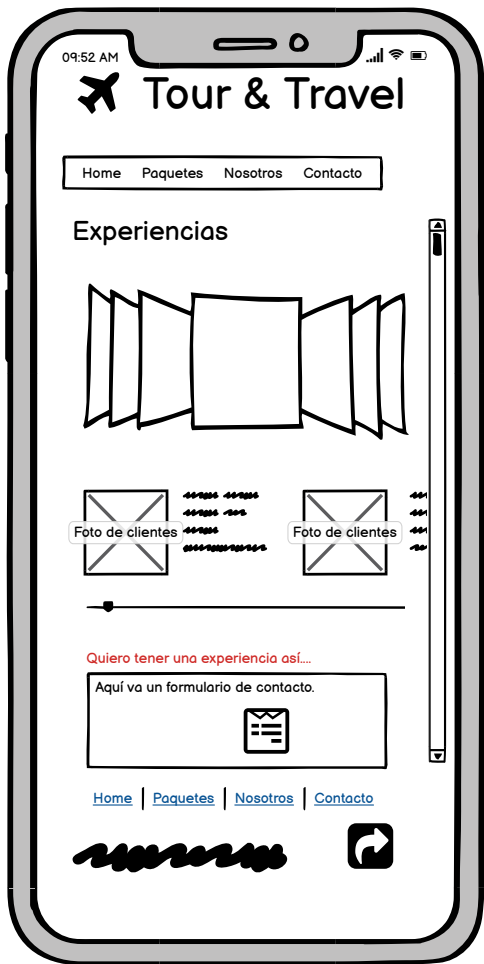 09:52 AM
Tour & Travel
Home Paquetes Nosotros Contacto
Experiencias
Foto de clientes Foto de clientes
Quiero tener una experiencia así....
Aquí va un formulario de contacto.
Home Paquetes Nosotros Contacto